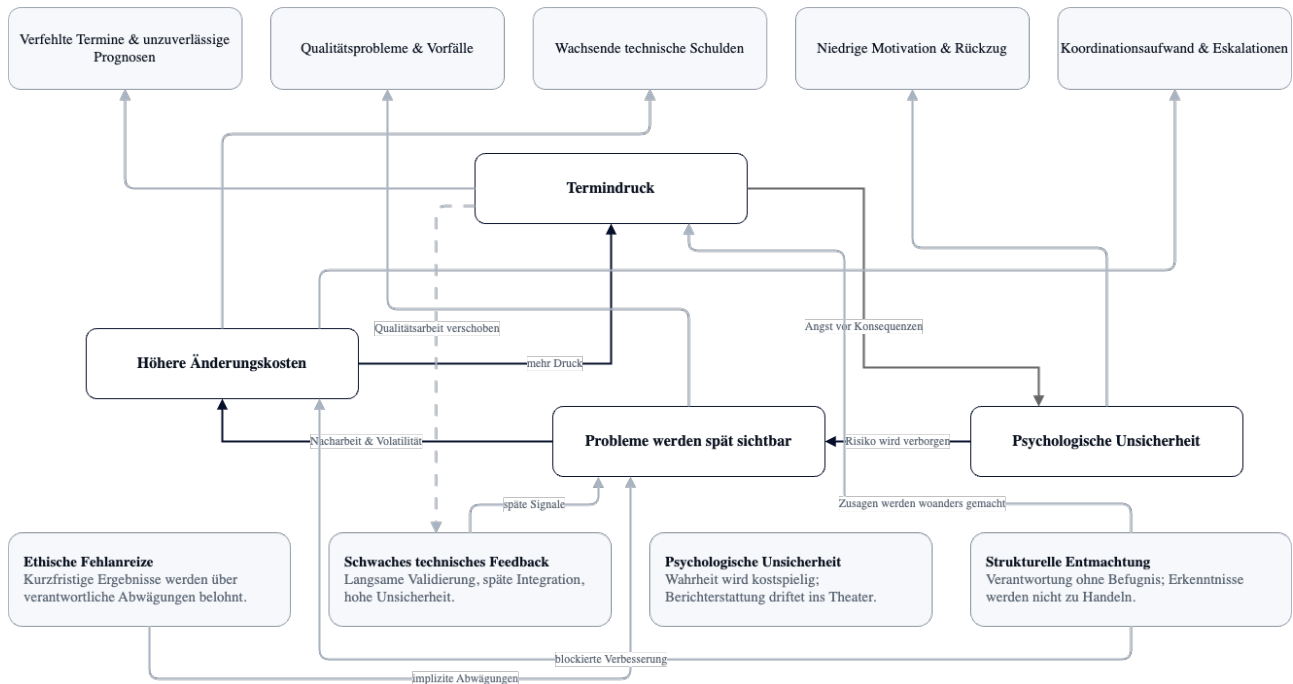 Verfehlte Termine & unzuverlässige
Prognosen
Qualitätsprobleme & Vorfälle
Wachsende technische Schulden
Niedrige Motivation & Rückzug
Koordinationsaufwand & Eskalationen
Termindruck
Qualitätsarbeit verschoben
Angst vor Konsequenzen
Höhere Änderungskosten
mehr Druck
Nacharbeit & Volatilität
Probleme werden spät sichtbar
Risiko wird verborgen
Psychologische Unsicherheit
späte Signale
Zusagen werden woanders gemacht
Ethische Fehlanreize
Kurzfristige Ergebnisse werden über
verantwortliche Abwägungen belohnt.
Schwaches technisches Feedback
Langsame Validierung, späte Integration,
hohe Unsicherheit.
Psychologische Unsicherheit
Wahrheit wird kostspielig;
Berichterstattung driftet ins Theater.
Strukturelle Entmachtung
Verantwortung ohne Befugnis; Erkenntnisse
werden nicht zu Handeln.
blockierte Verbesserung
implizite Abwägungen